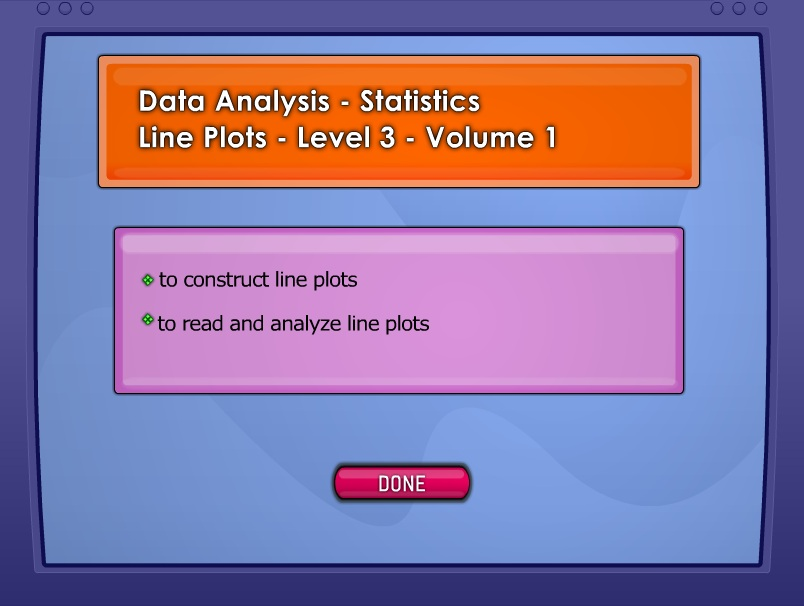 Data Analysis - Statistics
Line Plots - Level 3 - Volume 1
to construct line plots
to read and analyze line plots
DONE